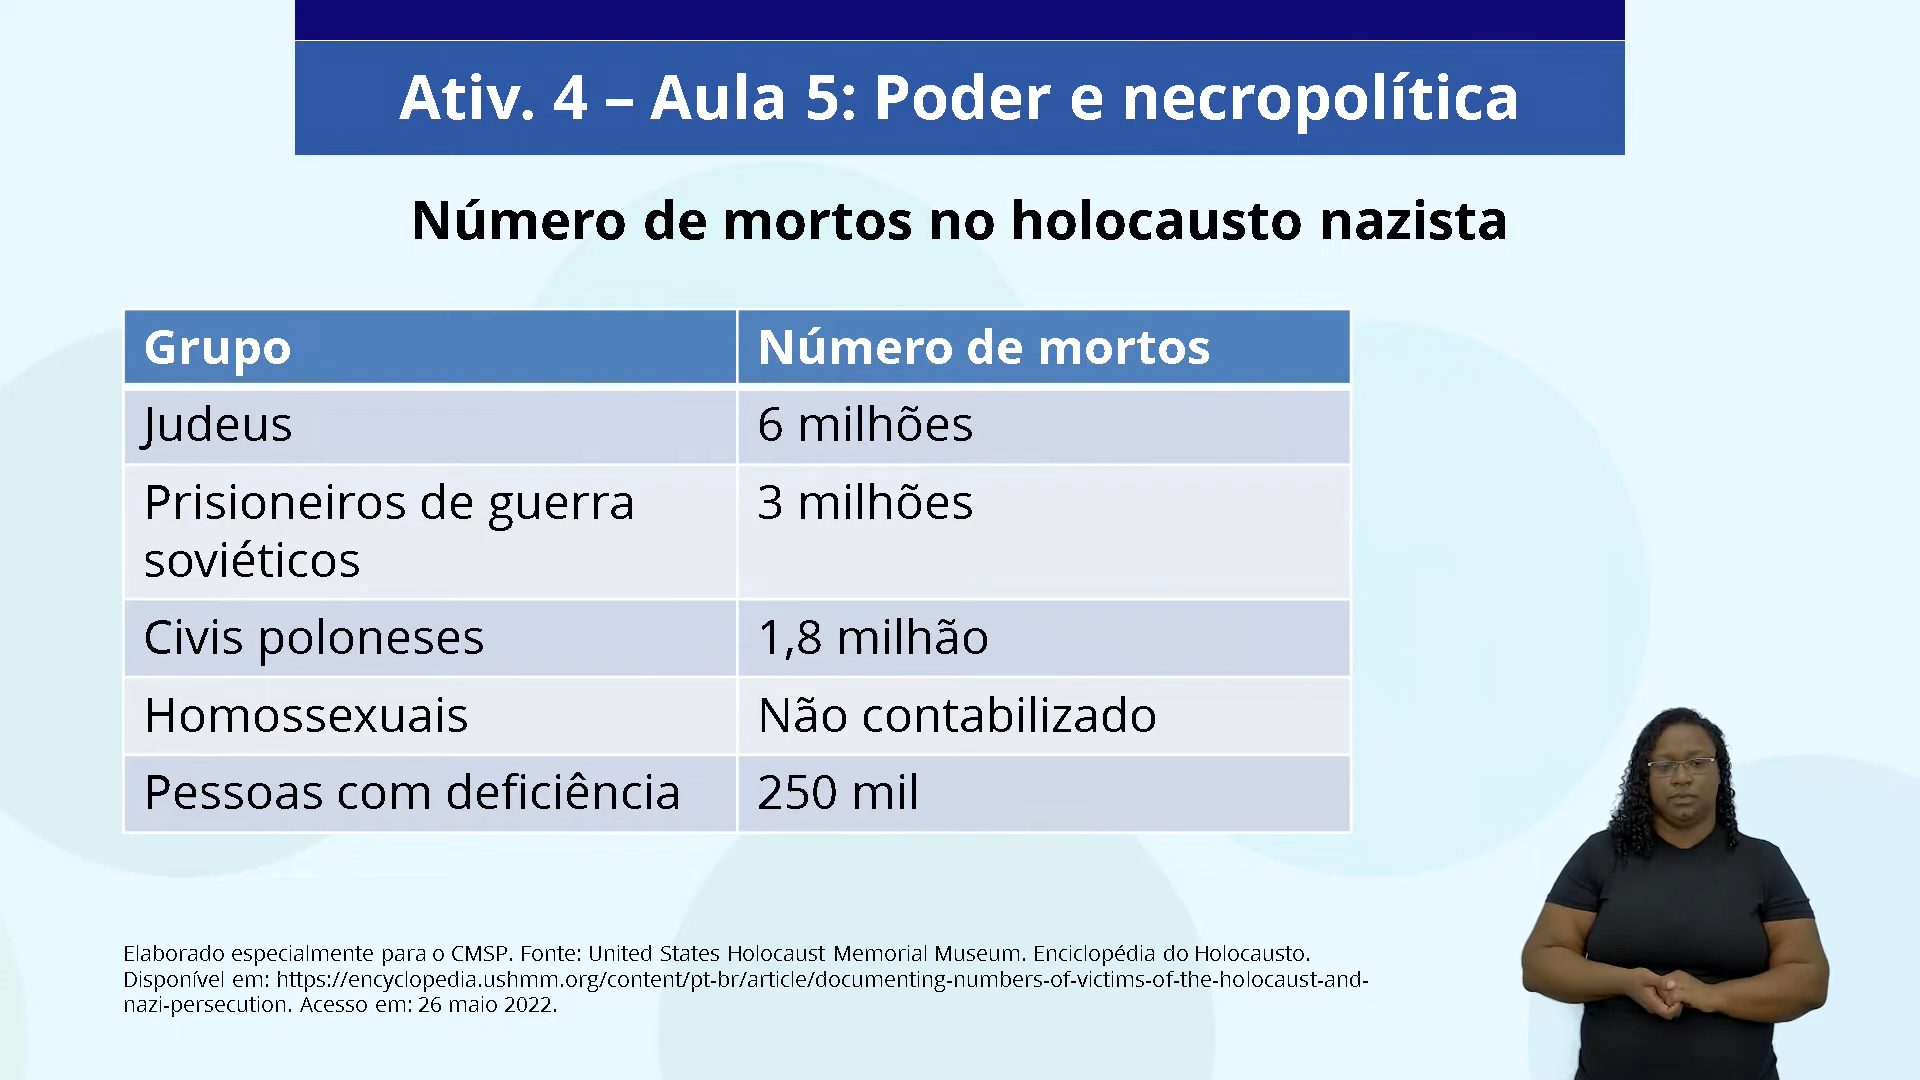 Ativ. 4 – Aula 5: Poder e necropolítica
Número de mortos no holocausto nazista
Grupo
Número de mortos
Judeus
6 milhões
Prisioneiros de guerra
soviéticos
3 milhões
Civis poloneses
1,8 milhão
Homossexuais
Não contabilizado
Pessoas com deficiência
250 mil
Elaborado especialmente para o CMSP. Fonte: United States Holocaust Memorial Museum. Enciclopédia do Holocausto.
Disponível em: https://encyclopedia.ushmm.org/content/pt-br/article/documenting-numbers-of-victims-of-the-holocaust-and-
nazi-persecution. Acesso em: 26 maio 2022.